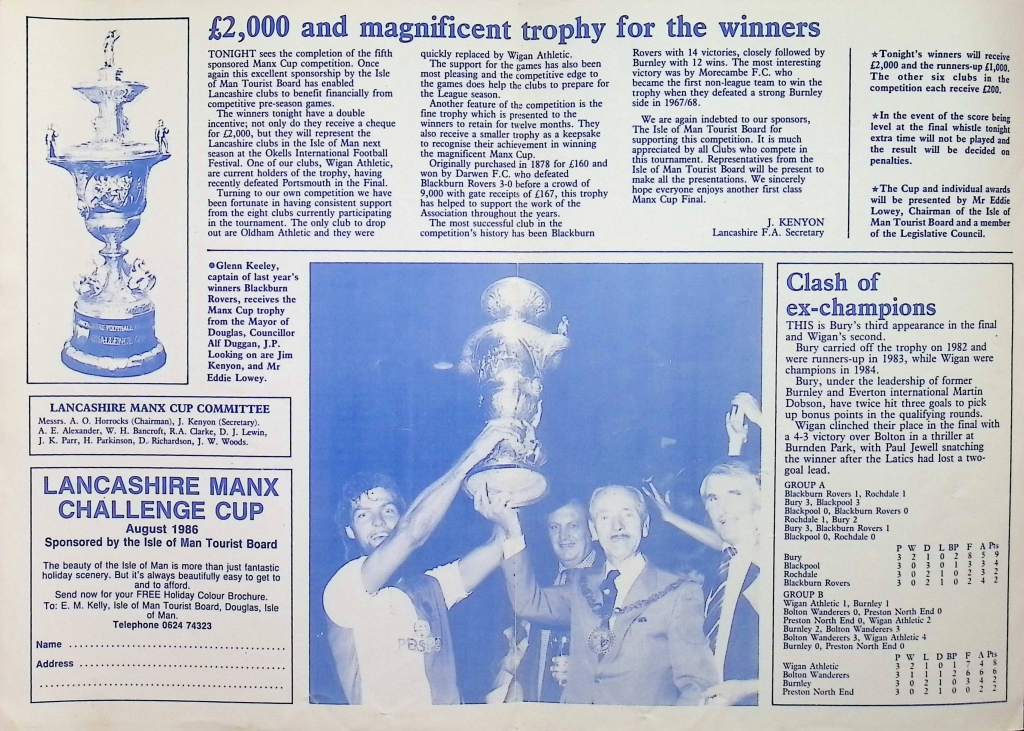 £2,000 and magnificent trophy for the winners
TONIGHT sees the completion of the fifth
sponsored Manx Cup competition. Once
again this excellent sponsorship by the Isle
of Man Tourist Board has enabled
Lancashire clubs to benefit financially from
competitive pre-season games.
The winners tonight have a double
incentive; not only do they receive a cheque
for £2,000, but they will represent the
Lancashire clubs in the Isle of Man next
season at the Okells International Football
Festival. One of our clubs, Wigan Athletic,
are current holders of the trophy, having
recently defeated Portsmouth in the Final.
Turning to our own competition we have
been fortunate in having consistent support
from the eight clubs currently participating
in the tournament. The only club to drop
out are Oldham Athletic and they were
quickly replaced by Wigan Athletic.
The support for the games has also been
most pleasing and the competitive edge to
the games does help the clubs to prepare for
the League season.
Another feature of the competition is the
fine trophy which is presented to the
winners to retain for twelve months. They
also receive a smaller trophy as a keepsake
to recognise their achievement in winning
the magnificent Manx Cup.
Originally purchased in 1878 for £160 and
won by Darwen F.C. who defeated
Blackburn Rovers 3-0 before a crowd of
9,000 with gate receipts of £167, this trophy
has helped to support the work of the
Association throughout the years.
The most successful club in the
competition's history has been Blackburn
Rovers with 14 victories, closely followed by
Burnley with 12 wins. The most interesting
victory was by Morecambe F.C. who
became the first non-league team to win the
trophy when they defeated a strong Burnley
side in 1967/68.
We are again indebted to our sponsors,
The Isle of Man Tourist Board for
supporting this competition. It is much
appreciated by all Clubs who compete in
this tournament. Representatives from the
Isle of Man Tourist Board will be present to
make all the presentations. We sincerely
hope everyone enjoys another first class
Manx Cup Final.
J. KENYON
Lancashire F.A. Secretary
★Tonight's winners will receive
£2,000 and the runners-up £1,000.
The other six clubs in the
competition each receive £200.
★In the event of the score being
level at the final whistle tonight
extra time will not be played and
the result will be decided on
penalties.
★The Cup and individual awards
will be presented by Mr Eddie
Lowey, Chairman of the Isle of
Man Tourist Board and a member
of the Legislative Council.
FOOTBALL
CHALLENGE CUP
●Glenn Keeley,
captain of last year's
winners Blackburn
Rovers, receives the
Manx Cup trophy
from the Mayor of
Douglas, Councillor
Alf Duggan, J.P.
Looking on are Jim
Kenyon, and Mr
Eddie Lowey.
LANCASHIRE MANX CUP COMMITTEE
Messrs. A. O. Horrocks (Chairman), J. Kenyon (Secretary).
A. E. Alexander, W. H. Bancroft, R.A. Clarke, D. J. Lewin,
J. K. Parr, H. Parkinson, D. Richardson, J. W. Woods.
LANCASHIRE MANX
CHALLENGE CUP
August 1986
Sponsored by the Isle of Man Tourist Board
The beauty of the Isle of Man is more than just fantastic
holiday scenery. But it's always beautifully easy to get to
and to afford.
Send now for your FREE Holiday Colour Brochure.
To: E. M. Kelly, Isle of Man Tourist Board, Douglas, Isle
of Man.
Telephone 0624 74323
Name
Address
Clash of
ex-champions
THIS is Bury's third appearance in the final
and Wigan's second.
Bury carried off the trophy on 1982 and
were runners-up in 1983, while Wigan were
champions in 1984.
Bury, under the leadership of former
Burnley and Everton international Martin
Dobson, have twice hit three goals to pick
up bonus points in the qualifying rounds.
Wigan clinched their place in the final with
a 4-3 victory over Bolton in a thriller at
Burnden Park, with Paul Jewell snatching
the winner after the Latics had lost a two-
goal lead.
GROUP A
Blackburn Rovers 1, Rochdale 1
Bury 3, Blackpool 3
Blackpool 0, Blackburn Rovers 0
Rochdale 1, Bury 2
Bury 3, Blackburn Rovers 1
Blackpool 0, Rochdale 0
P W D L BP F A Pts
Bury 3 2 1 0 2 8 5 9
Blackpool 3 0 3 0 1 3 3 4
Rochdale 3 0 2 1 0 2 3 2
Blackburn Rovers 3 0 2 1 0 2 4 2
GROUP B
Wigan Athletic 1, Burnley 1
Bolton Wanderers 0, Preston North End 0
Preston North End 0, Wigan Athletic 2
Burnley 2, Bolton Wanderers 3
Bolton Wanderers 3, Wigan Athletic 4
Burnley 0, Preston North End 0
P W L D BP F A Pts
Wigan Athletic 3 2 1 0 1 7 4 8
Bolton Wanderers 3 1 1 1 2 6 6 6
Burnley 3 0 2 1 0 3 4 2
Preston North End 3 0 2 1 0 0 2 2